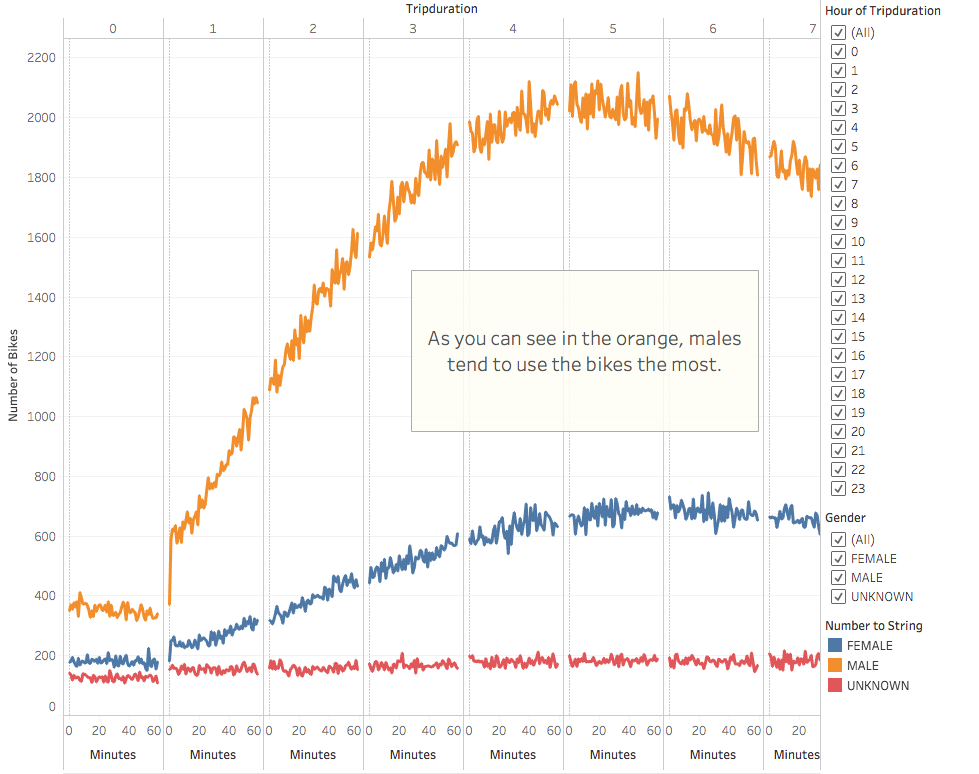 Tripduration
0 1 2 3 4 5 6 7
Number of Bikes
2200
2000
1800
1600
1400
1200
1000
800
600
400
200
0
As you can see in the orange, males
tend to use the bikes the most.
0 20 40 60 0 20 40 60 0 20 40 60 0 20 40 60 0 20 40 60 0 20 40 60 0 20 40 60 0 20
Minutes Minutes Minutes Minutes Minutes Minutes Minutes Minutes
Hour of Tripduration
(All)
0
1
2
3
4
5
6
7
8
9
10
11
12
13
14
15
16
17
18
19
20
21
22
23
Gender
(All)
FEMALE
MALE
UNKNOWN
Number to String
FEMALE
MALE
UNKNOWN